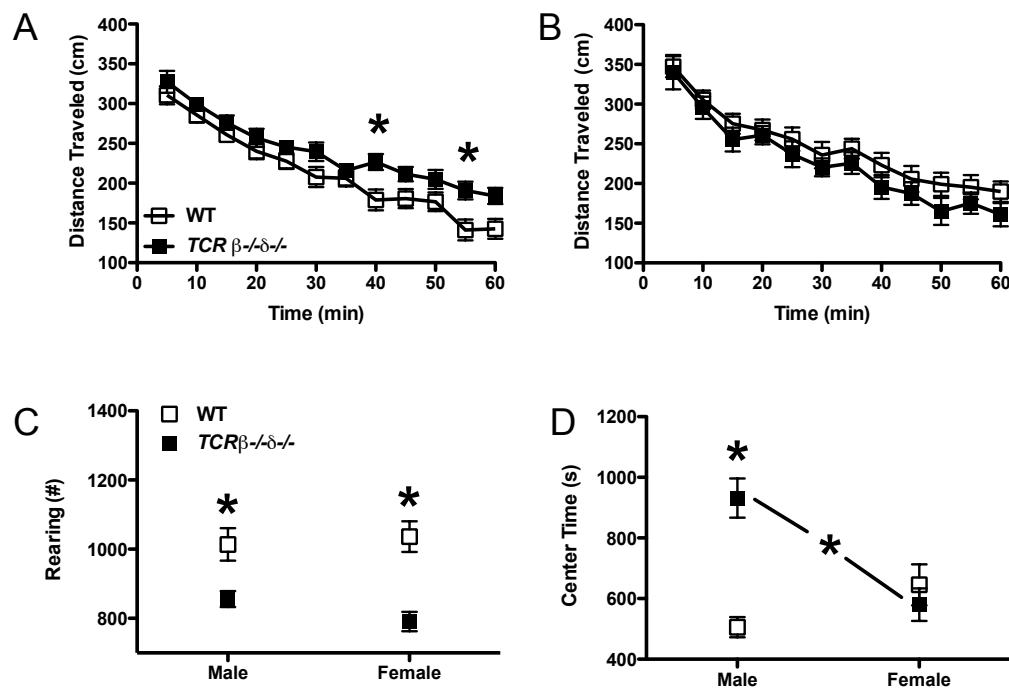 A
Distance Traveled (cm)
400
350
300
250
200
150
100
*
*
WT
TCR β-/-δ-/-
0 10 20 30 40 50 60
Time (min)
B
Distance Traveled (cm)
400
350
300
250
200
150
100
0 10 20 30 40 50 60
Time (min)
C
Rearing (#)
1400
1200
1000
800
WT
TCRβ-/-δ-/-
*
*
Male Female
D
Center Time (s)
1200
1000
800
600
400
*
*
Male Female